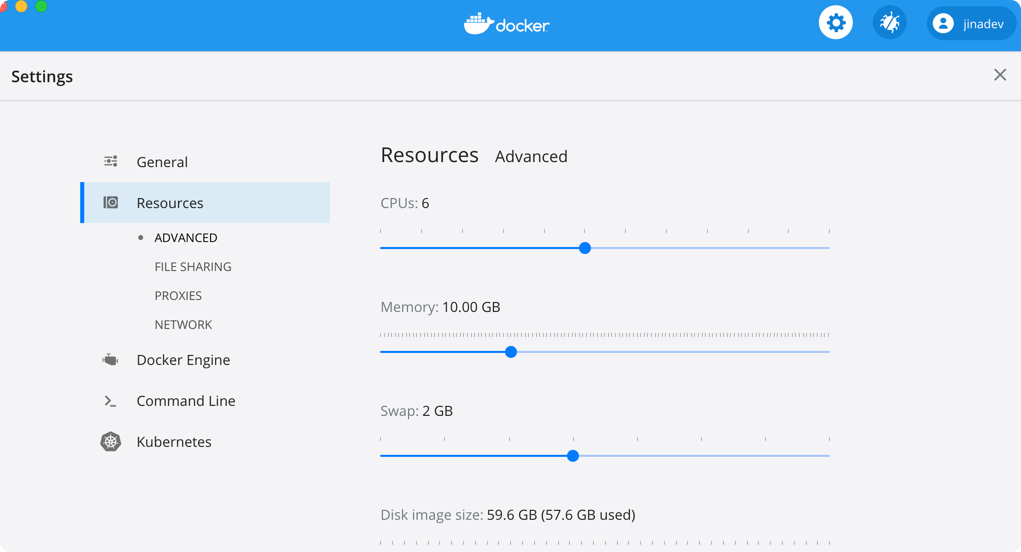 docker
jinadev
Settings
General
Resources
ADVANCED
FILE SHARING
PROXIES
NETWORK
Docker Engine
Command Line
Kubernetes
Resources Advanced
CPUs: 6
Memory: 10.00 GB
Swap: 2 GB
Disk image size: 59.6 GB (57.6 GB used)